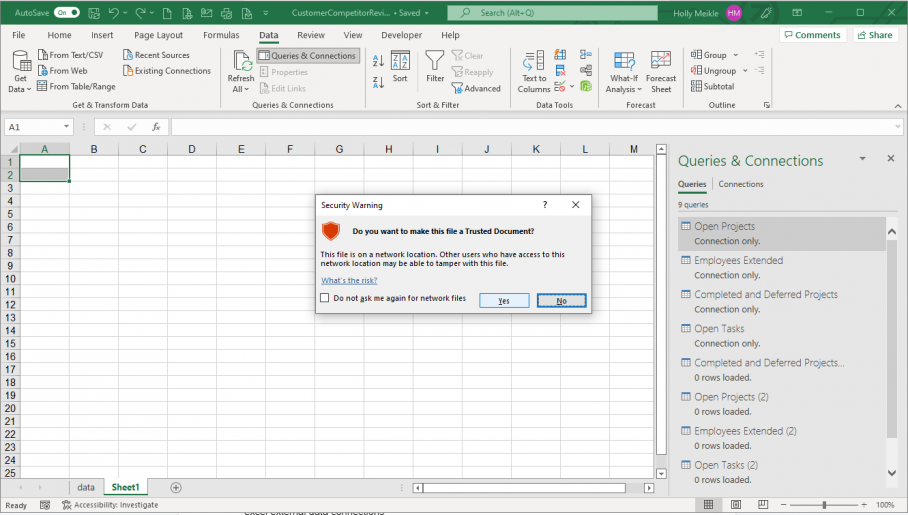 AutoSave On CustomerCompetitorRevi... • Saved Search (Alt+Q) Holly Meikle HM
File Home Insert Page Layout Formulas Data Review View Developer Help Comments Share
Get Data
From Text/CSV
From Web
From Table/Range
Recent Sources
Existing Connections
Get & Transform Data
Refresh All
Queries & Connections
Properties
Edit Links
Queries & Connections
Sort
Filter
Clear
Reapply
Advanced
Sort & Filter
Text to Columns
Data Tools
What-If Analysis
Forecast Sheet
Forecast
Group
Ungroup
Subtotal
Outline
A1 fx
A B C D E F G H I J K L M
1
2
3
4
5
6
7
8
9
10
11
12
13
14
15
16
17
18
19
20
21
22
23
24
25
Security Warning ?
Do you want to make this file a Trusted Document?
This file is on a network location. Other users who have access to this
network location may be able to tamper with this file.
What's the risk?
Do not ask me again for network files Yes No
Queries & Connections
Queries Connections
9 queries
Open Projects
Connection only.
Employees Extended
Connection only.
Completed and Deferred Projects
Connection only.
Open Tasks
Connection only.
Completed and Deferred Projects...
0 rows loaded.
Open Projects (2)
0 rows loaded.
Employees Extended (2)
0 rows loaded.
Open Tasks (2)
0 rows loaded.
data Sheet1
Ready Accessibility: Investigate 100%
excel external data connections